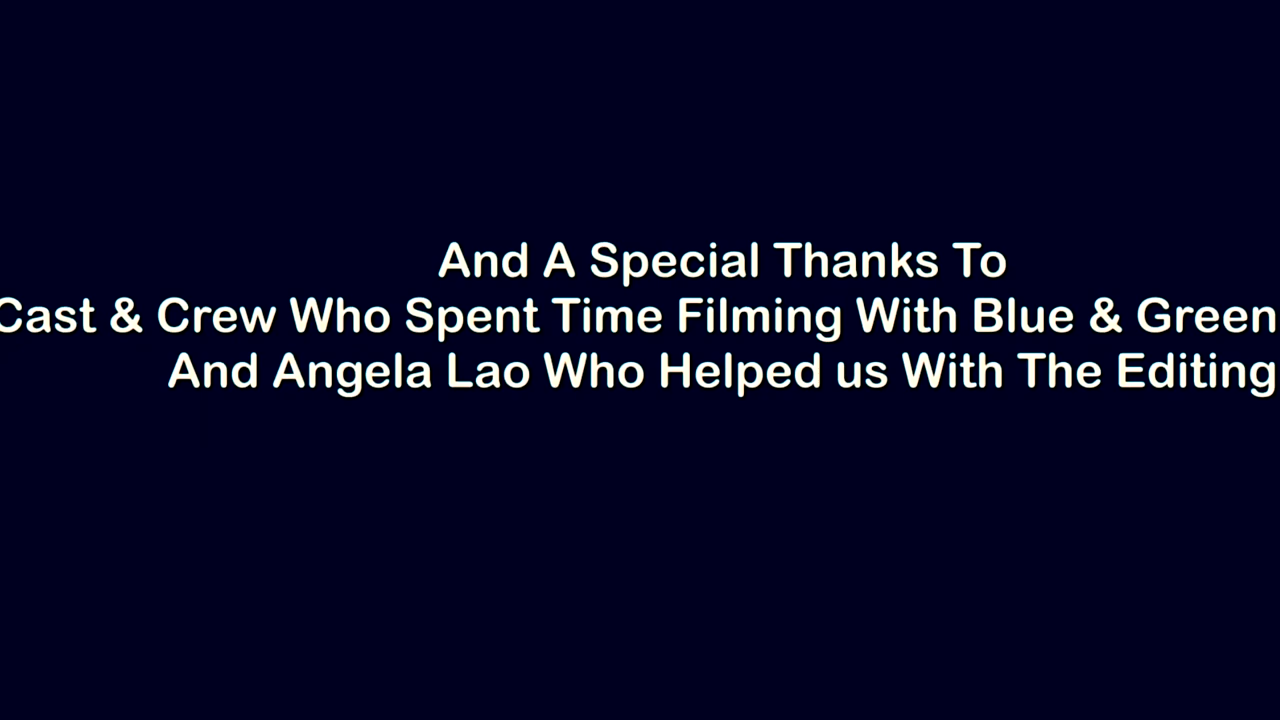 And A Special Thanks To
Cast & Crew Who Spent Time Filming With Blue & Green
And Angela Lao Who Helped us With The Editing